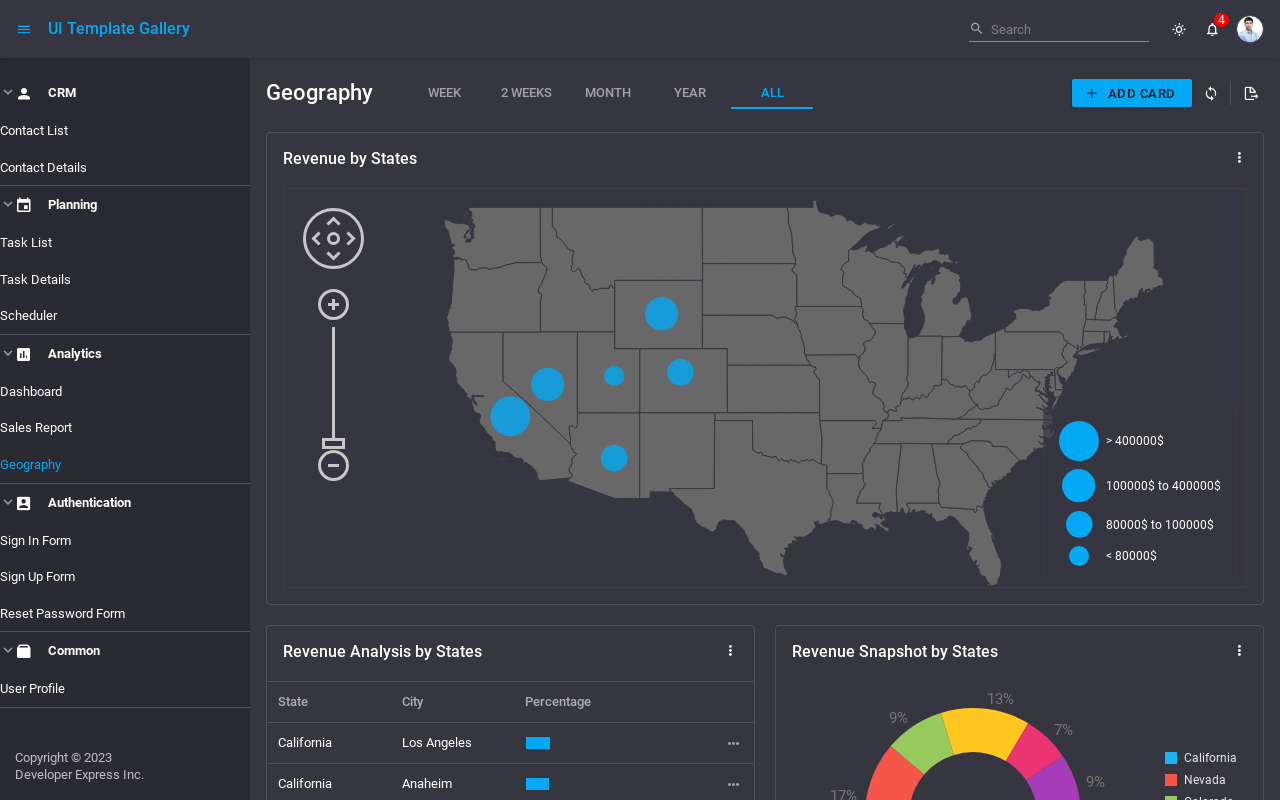 UI Template Gallery
Search
4
CRM
Contact List
Contact Details
Planning
Task List
Task Details
Scheduler
Analytics
Dashboard
Sales Report
Geography
Authentication
Sign In Form
Sign Up Form
Reset Password Form
Common
User Profile
Copyright © 2023
Developer Express Inc.
Geography
WEEK
2 WEEKS
MONTH
YEAR
ALL
ADD CARD
Revenue by States
> 400000$
100000$ to 400000$
80000$ to 100000$
< 80000$
Revenue Analysis by States
State City Percentage
California Los Angeles
California Anaheim
Revenue Snapshot by States
13%
9%
7%
9%
17%
California
Nevada
Colorado